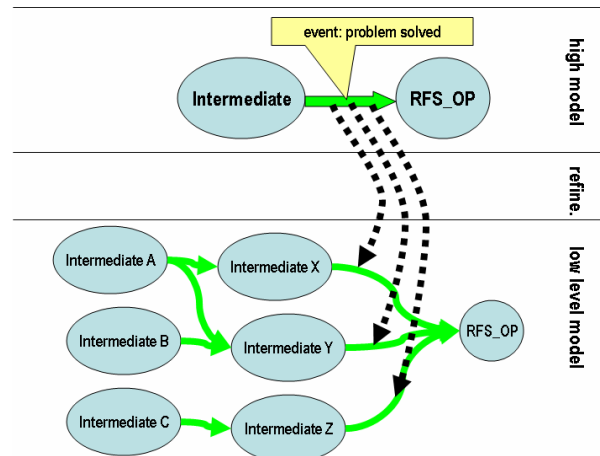 event: problem solved
Intermediate
RFS_OP
high model
refine.
Intermediate A
Intermediate X
Intermediate B
Intermediate Y
RFS_OP
Intermediate C
Intermediate Z
low level model